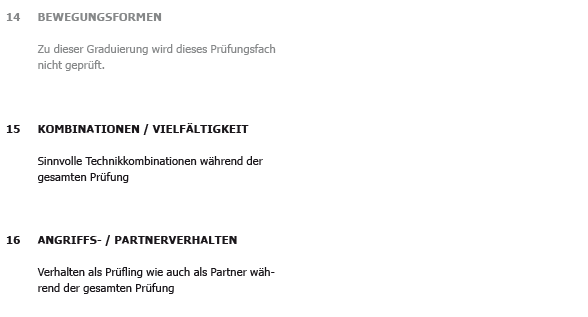 14 BEWEGUNGSFORMEN
Zu dieser Graduierung wird dieses Prüfungsfach
nicht geprüft.
15 KOMBINATIONEN / VIELFÄLTIGKEIT
Sinnvolle Technikkombinationen während der
gesamten Prüfung
16 ANGRIFFS- / PARTNERVERHALTEN
Verhalten als Prüfling wie auch als Partner wäh-
rend der gesamten Prüfung